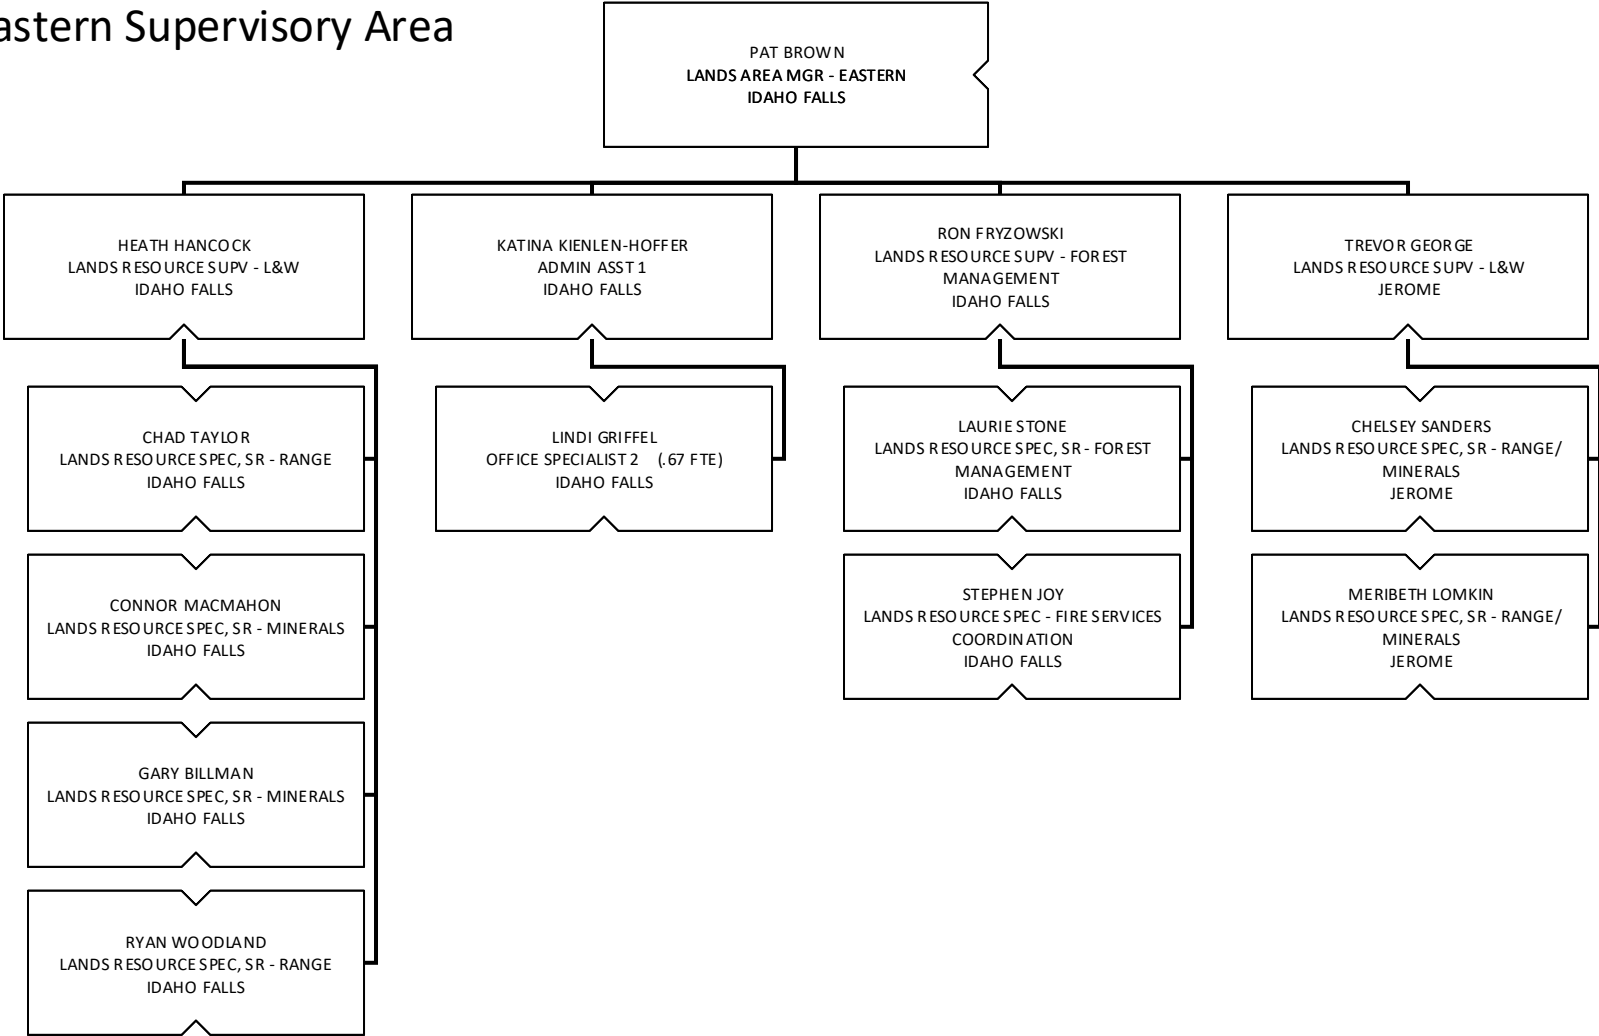 astern Supervisory Area
PAT BROWN
LANDS AREA MGR - EASTERN
IDAHO FALLS
HEATH HANCOCK
LANDS RESOURCE SUPV - L&W
IDAHO FALLS
KATINA KIENLEN-HOFFER
ADMIN ASST 1
IDAHO FALLS
RON FRYZOWSKI
LANDS RESOURCE SUPV - FOREST
MANAGEMENT
IDAHO FALLS
TREVOR GEORGE
LANDS RESOURCE SUPV - L&W
JEROME
CHAD TAYLOR
LANDS RESOURCE SPEC, SR - RANGE
IDAHO FALLS
LINDI GRIFFEL
OFFICE SPECIALIST 2 (.67 FTE)
IDAHO FALLS
LAURIE STONE
LANDS RESOURCE SPEC, SR - FOREST
MANAGEMENT
IDAHO FALLS
CHELSEY SANDERS
LANDS RESOURCE SPEC, SR - RANGE/
MINERALS
JEROME
CONNOR MACMAHON
LANDS RESOURCE SPEC, SR - MINERALS
IDAHO FALLS
STEPHEN JOY
LANDS RESOURCE SPEC - FIRE SERVICES
COORDINATION
IDAHO FALLS
MERIBETH LOMKIN
LANDS RESOURCE SPEC, SR - RANGE/
MINERALS
JEROME
GARY BILLMAN
LANDS RESOURCE SPEC, SR - MINERALS
IDAHO FALLS
RYAN WOODLAND
LANDS RESOURCE SPEC, SR - RANGE
IDAHO FALLS